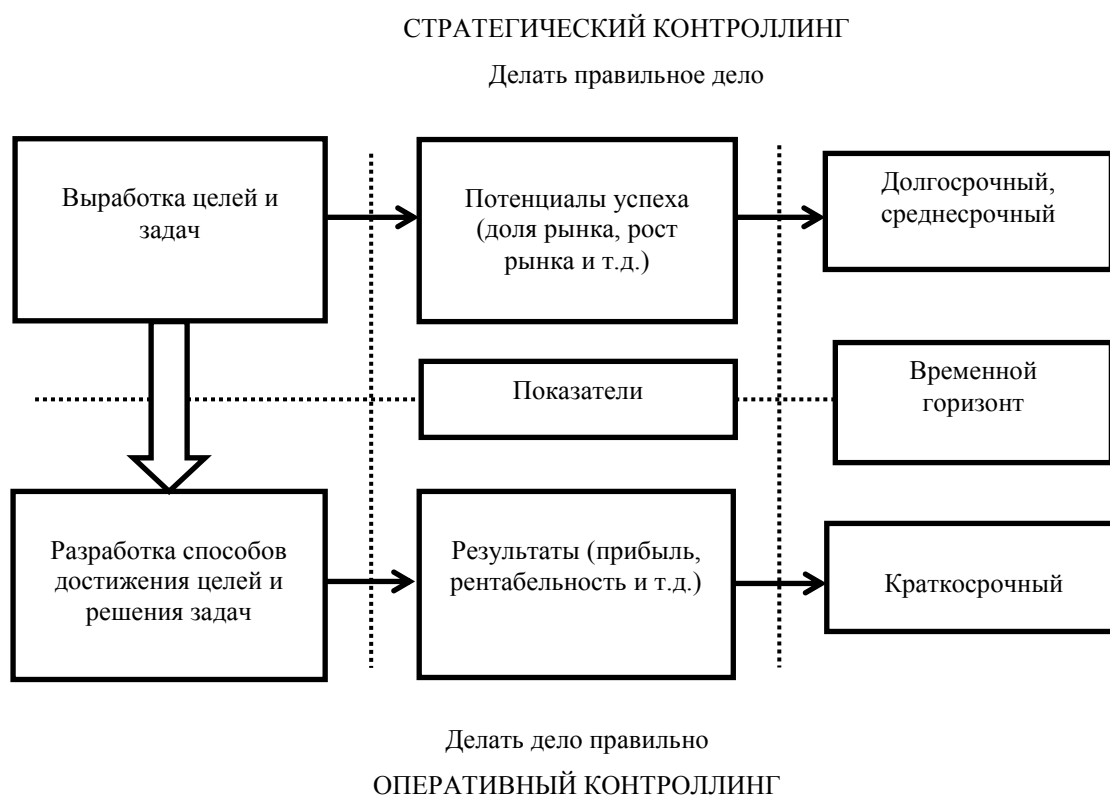 СТРАТЕГИЧЕСКИЙ КОНТРОЛЛИНГ
Делать правильное дело
Выработка целей и
задач
Потенциалы успеха
(доля рынка, рост
рынка и т.д.)
Долгосрочный,
среднесрочный
Показатели
Временной
горизонт
Разработка способов
достижения целей и
решения задач
Результаты (прибыль,
рентабельность и т.д.)
Краткосрочный
Делать дело правильно
ОПЕРАТИВНЫЙ КОНТРОЛЛИНГ